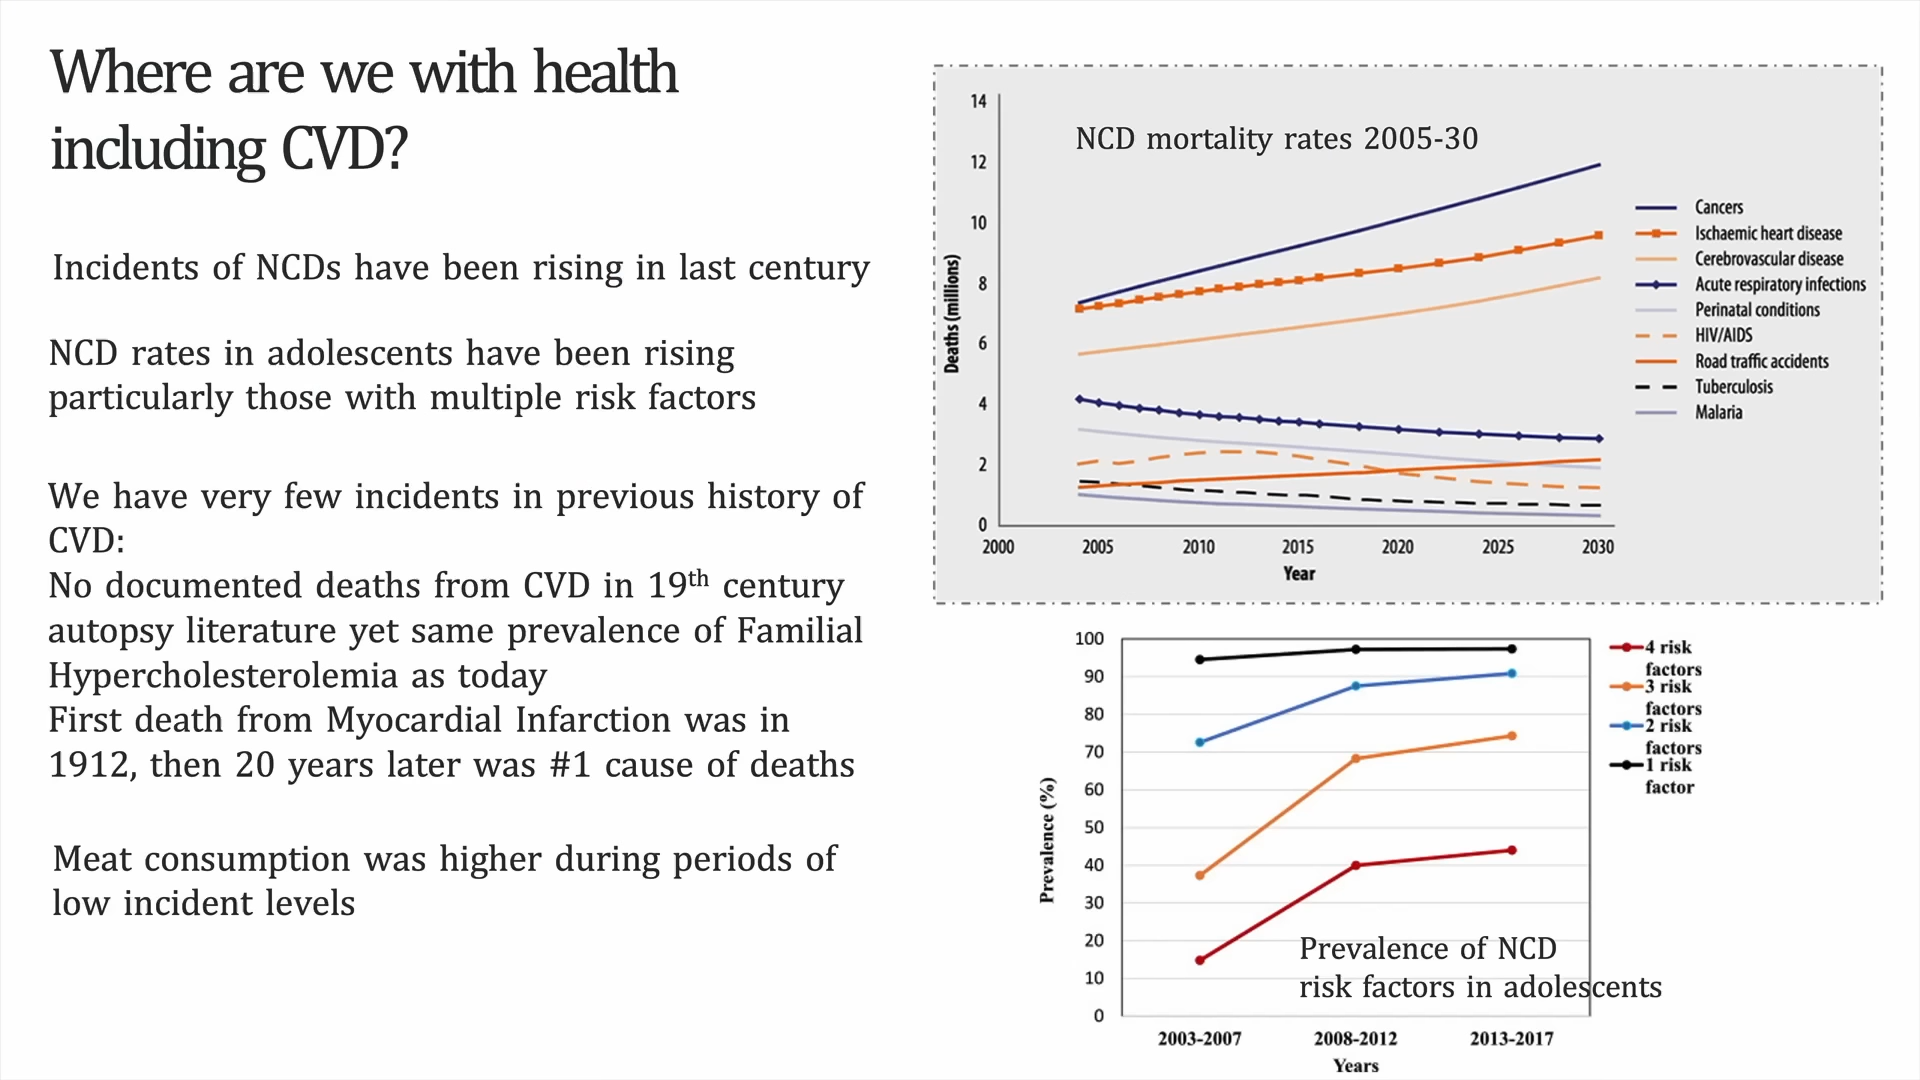 Where are we with health
including CVD?
Incidents of NCDs have been rising in last century
NCD rates in adolescents have been rising
particularly those with multiple risk factors
We have very few incidents in previous history of
CVD:
No documented deaths from CVD in 19th century
autopsy literature yet same prevalence of Familial
Hypercholesterolemia as today
First death from Myocardial Infarction was in
1912, then 20 years later was #1 cause of deaths
Meat consumption was higher during periods of
low incident levels
NCD mortality rates 2005-30
Deaths (millions)
14
12
10
8
6
4
2
0
2000 2005 2010 2015 2020 2025 2030
Year
Cancers
Ischaemic heart disease
Cerebrovascular disease
Acute respiratory infections
Perinatal conditions
HIV/AIDS
Road traffic accidents
Tuberculosis
Malaria
Prevalence (%)
100
90
80
70
60
50
40
30
20
10
0
2003-2007 2008-2012 2013-2017
Years
4 risk
factors
3 risk
factors
2 risk
factors
1 risk
factor
Prevalence of NCD
risk factors in adolescents